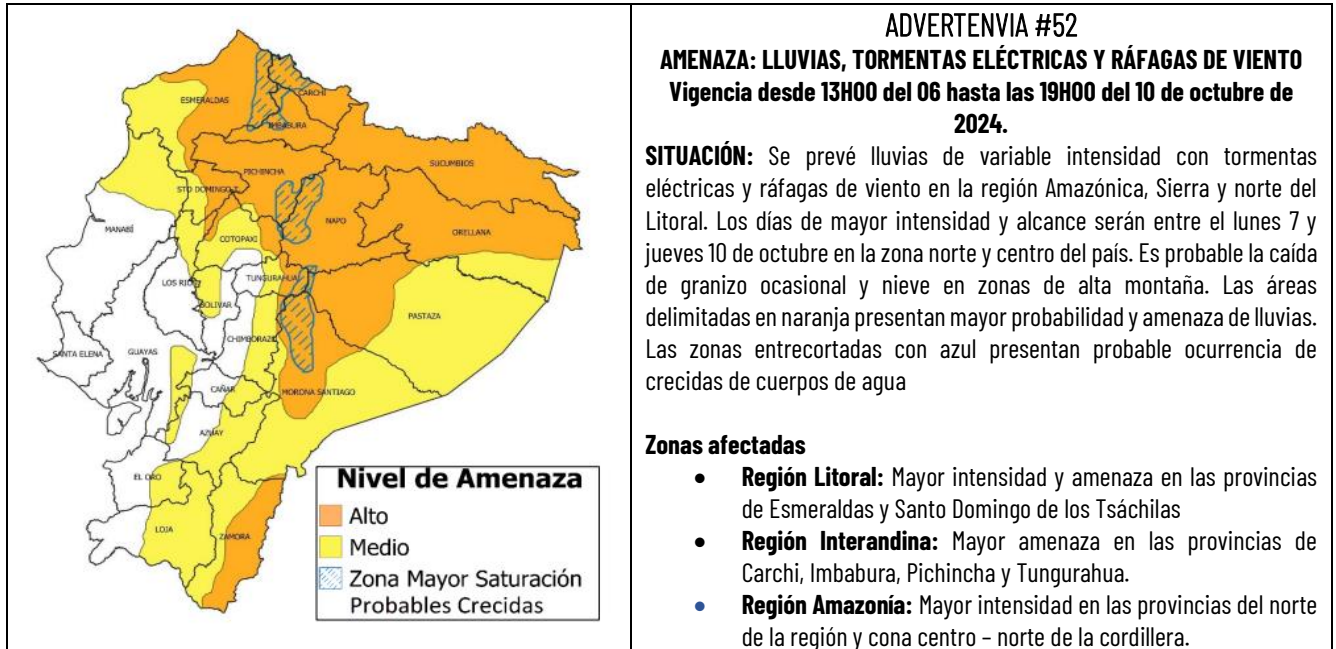 ESMERALDAS
CARCHI
IMBABURA
SUCUMBIOS
PICHINCHA
STO DOMINGO T
MANABÍ
NAPO
ORELLANA
COTOPAXI
TUNGURAHUA
LOS RIOS
BOLIVAR
PASTAZA
SANTA ELENA
GUAYAS
CHIMBORAZO
CAÑAR
MORONA SANTIAGO
AZUAY
EL ORO
LOJA
ZAMORA
Nivel de Amenaza
Alto
Medio
Zona Mayor Saturación
Probables Crecidas
ADVERTENVIA #52
AMENAZA: LLUVIAS, TORMENTAS ELÉCTRICAS Y RÁFAGAS DE VIENTO
Vigencia desde 13H00 del 06 hasta las 19H00 del 10 de octubre de
2024.
SITUACIÓN: Se prevé lluvias de variable intensidad con tormentas
eléctricas y ráfagas de viento en la región Amazónica, Sierra y norte del
Litoral. Los días de mayor intensidad y alcance serán entre el lunes 7 y
jueves 10 de octubre en la zona norte y centro del país. Es probable la caída
de granizo ocasional y nieve en zonas de alta montaña. Las áreas
delimitadas en naranja presentan mayor probabilidad y amenaza de lluvias.
Las zonas entrecortadas con azul presentan probable ocurrencia de
crecidas de cuerpos de agua
Zonas afectadas
• Región Litoral: Mayor intensidad y amenaza en las provincias
de Esmeraldas y Santo Domingo de los Tsáchilas
• Región Interandina: Mayor amenaza en las provincias de
Carchi, Imbabura, Pichincha y Tungurahua.
• Región Amazonía: Mayor intensidad en las provincias del norte
de la región y cona centro – norte de la cordillera.